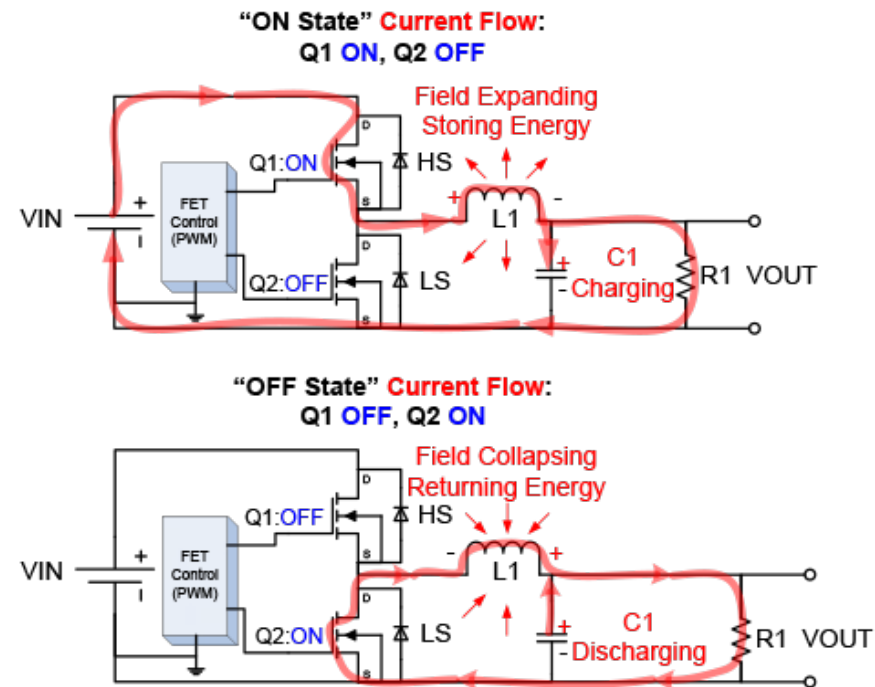 “ON State” Current Flow:
Q1 ON, Q2 OFF
Field Expanding
Storing Energy
D
Q1:ON
HS
S
+
-
L1
VIN
+
-
FET
Control
(PWM)
D
Q2:OFF
LS
S
+
-
C1
Charging
R1
VOUT
“OFF State” Current Flow:
Q1 OFF, Q2 ON
Field Collapsing
Returning Energy
D
Q1:OFF
HS
S
-
+
L1
VIN
+
-
FET
Control
(PWM)
D
Q2:ON
LS
S
+
-
C1
Discharging
R1
VOUT